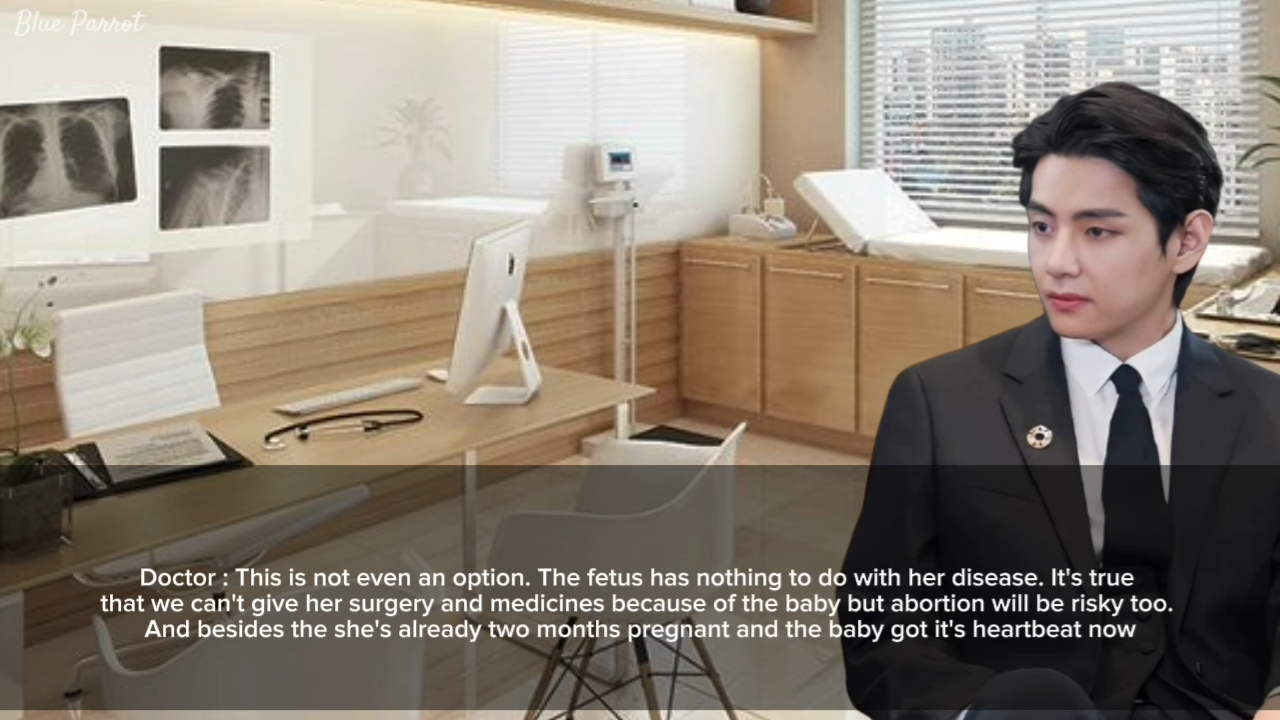 Blue Parrot
Doctor : This is not even an option. The fetus has nothing to do with her disease. It's true
that we can't give her surgery and medicines because of the baby but abortion will be risky too.
And besides the she's already two months pregnant and the baby got it's heartbeat now